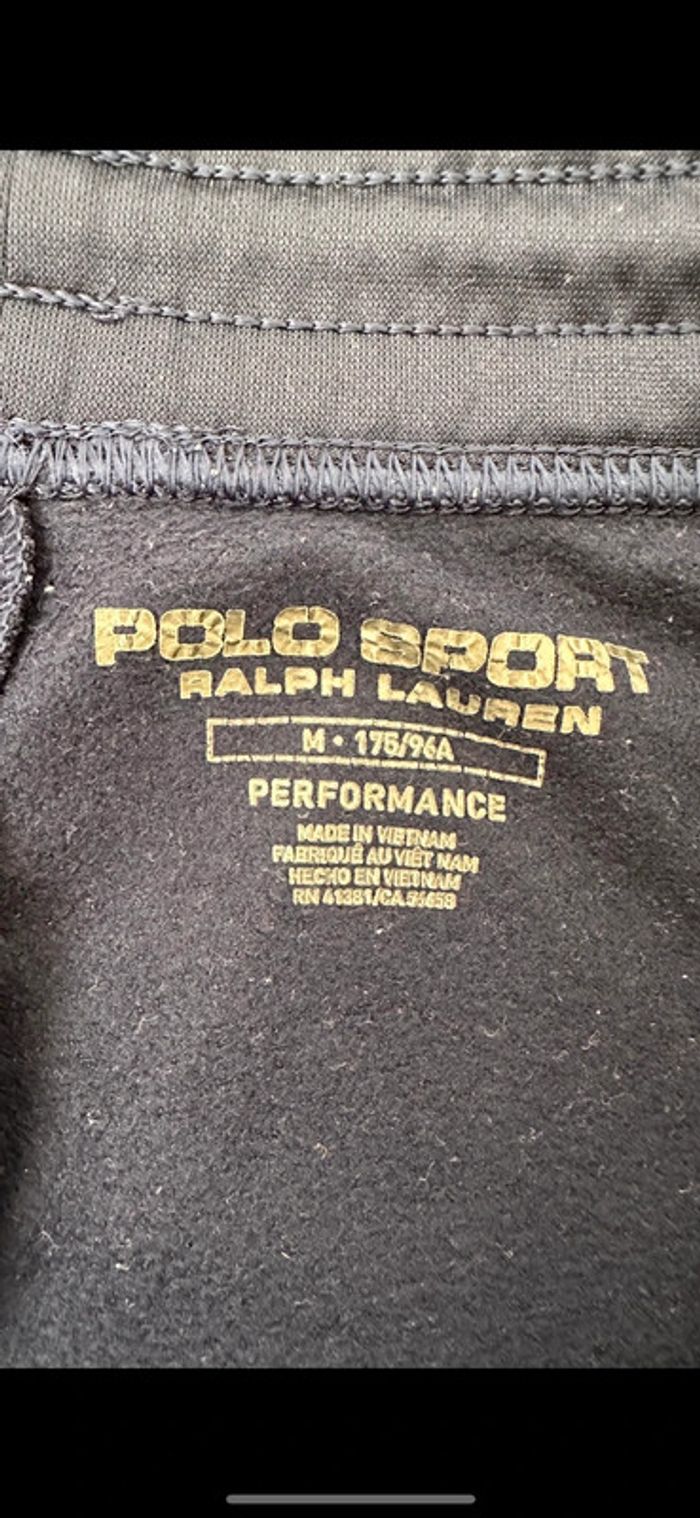 POLO SPORT
RALPH LAUREN
M • 175/96A
PERFORMANCE
MADE IN VIETNAM
FABRIQUÉ AU VIÊT NAM
HECHO EN VIETNAM
RN 41381/CA